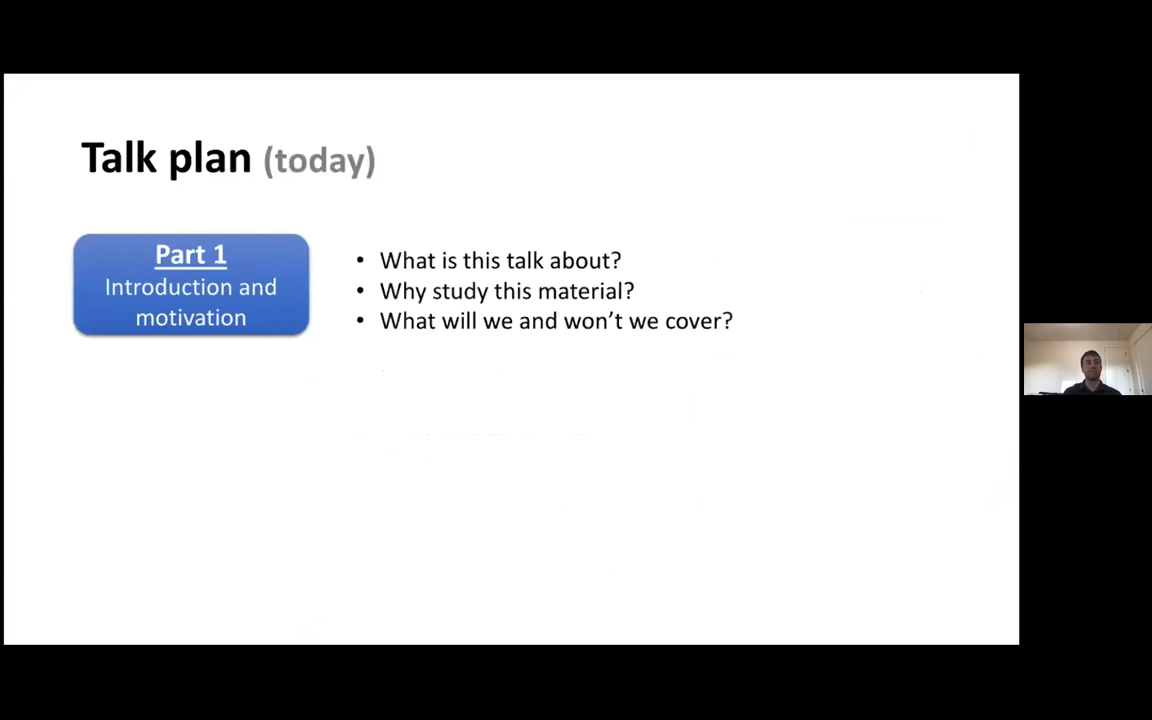 Talk plan (today)
Part 1
Introduction and
motivation
• What is this talk about?
• Why study this material?
• What will we and won’t we cover?